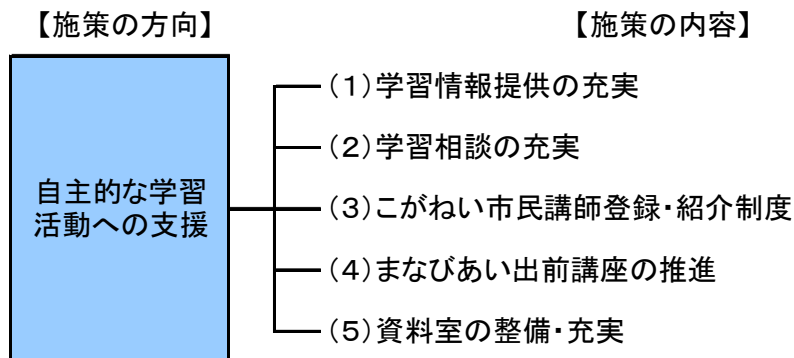 【施策の方向】
【施策の内容】
自主的な学習
活動への支援
(1)学習情報提供の充実
(2)学習相談の充実
(3)こがねい市民講師登録・紹介制度
(4)まなびあい出前講座の推進
(5)資料室の整備・充実